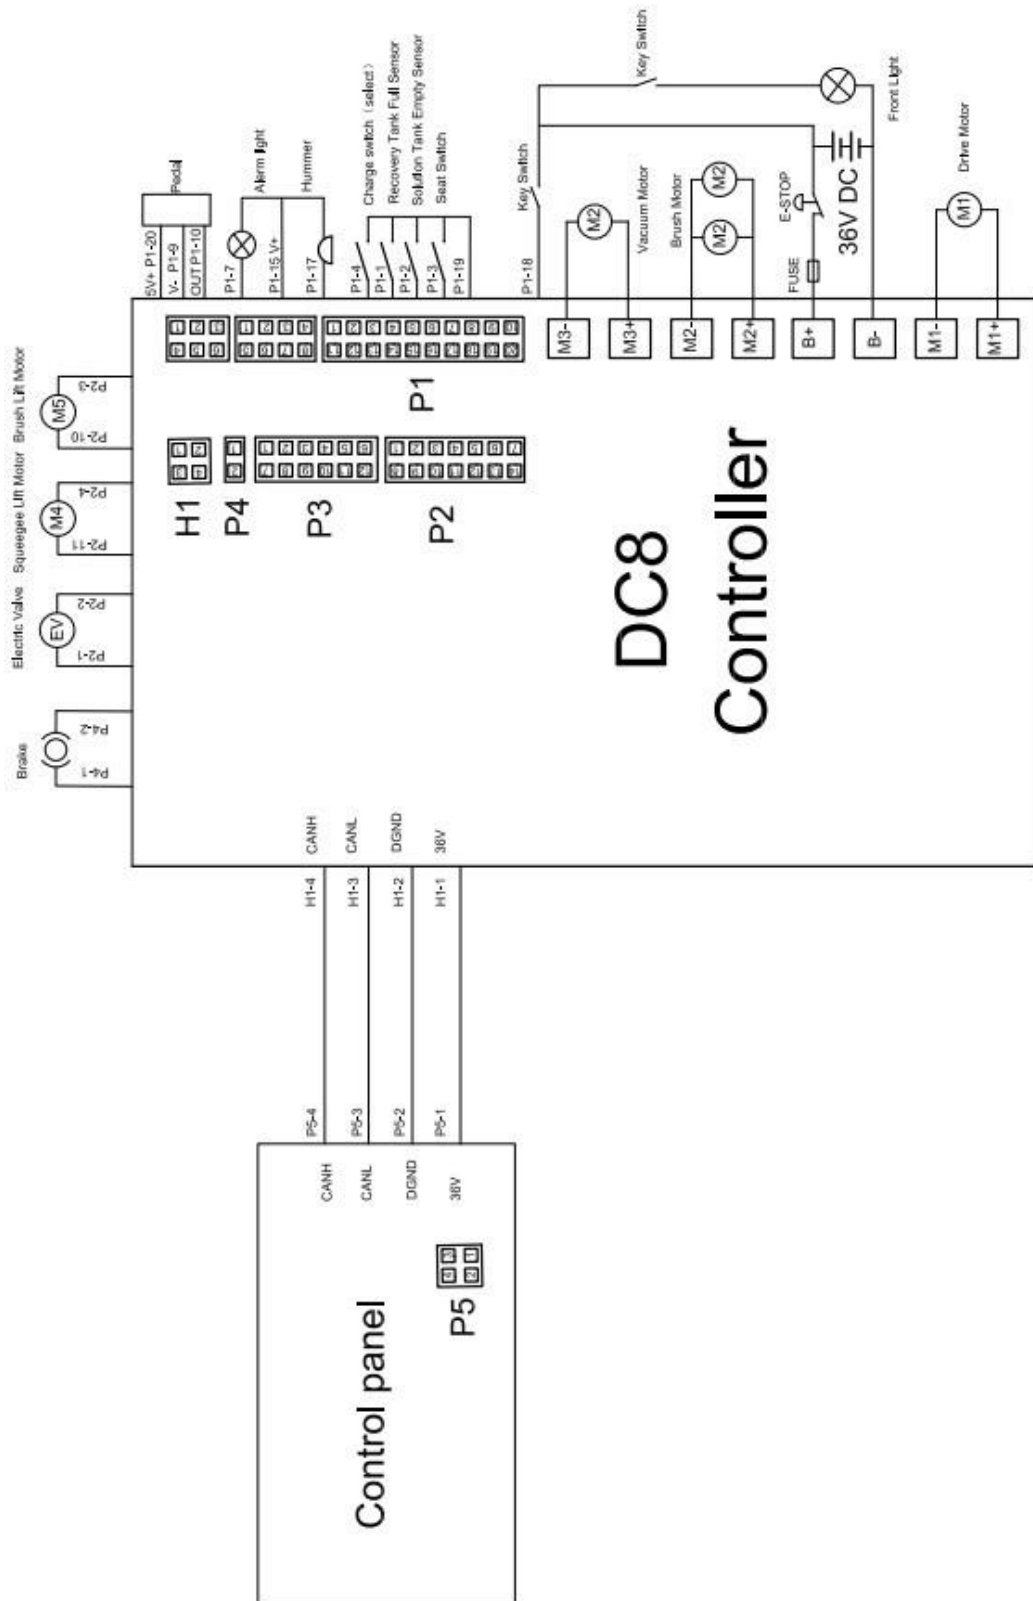 Pedal
5V+ P1-20
V- P1-9
OUT P1-10
Alarm light
Hummer
P1-7
P1-15 V+
P1-17
Charge switch (select)
Recovery Tank Full Sensor
Solution Tank Empty Sensor
Seat Switch
P1-4
P1-1
P1-2
P1-3
P1-19
Key Switch
Key Switch
P1-18
Front Light
M2
Vacuum Motor
Brush Motor
M2
M2
E-STOP
FUSE
36V DC
Drive Motor
M1
M3-
M3+
M2-
M2+
B+
B-
M1-
M1+
Brush Lift Motor
M5
P2-3
P2-10
Squeegee Lift Motor
M4
P2-4
P2-11
Electric Valve
EV
P2-2
P2-1
Brake
P4-2
P4-1
P1
H1
P4
P3
P2
DC8
Controller
CANH
CANL
DGND
36V
H1-4
H1-3
H1-2
H1-1
P5-4
P5-3
P5-2
P5-1
CANH
CANL
DGND
36V
4 3
2 1
P5
Control panel